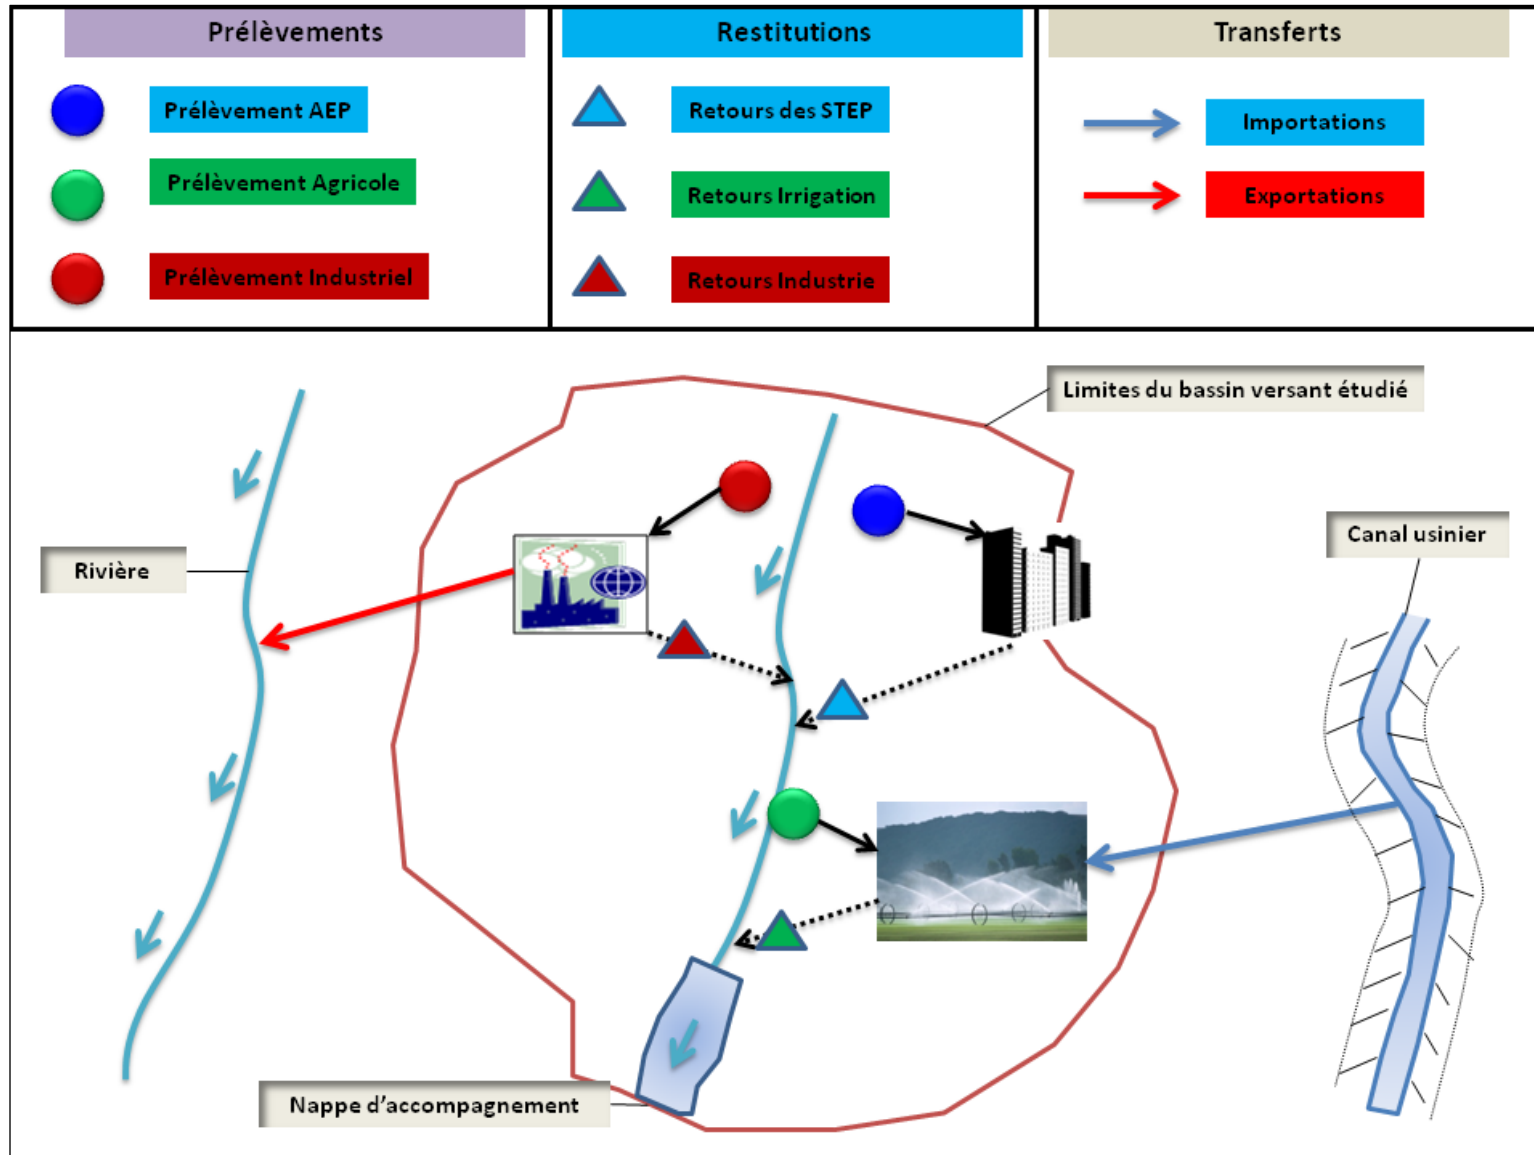 Prélèvements
Restitutions
Transferts
Prélèvement AEP
Retours des STEP
Importations
Prélèvement Agricole
Retours Irrigation
Exportations
Prélèvement Industriel
Retours Industrie
Limites du bassin versant étudié
Canal usinier
Rivière
Nappe d’accompagnement